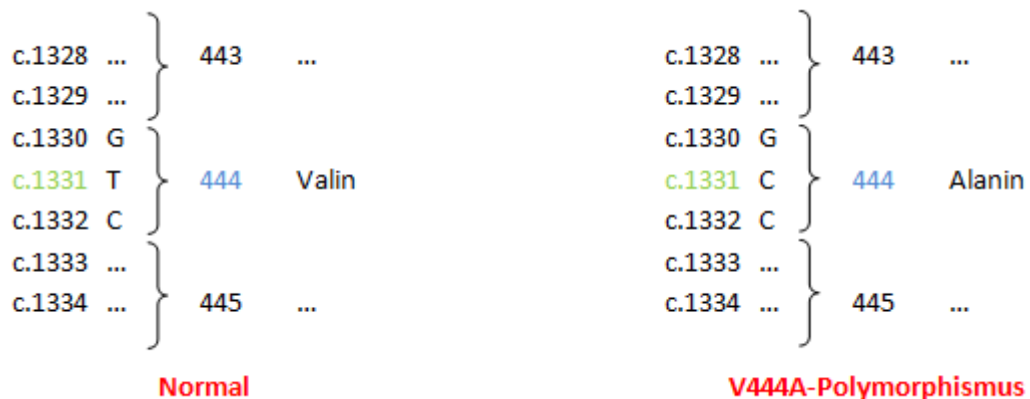 c.1328 ... 443 ... c.1328 ... 443 ...
c.1329 ... c.1329 ...
c.1330 G c.1330 G
c.1331 T 444 Valin c.1331 C 444 Alanin
c.1332 C c.1332 C
c.1333 ... c.1333 ...
c.1334 ... 445 ... c.1334 ... 445 ...
Normal V444A-Polymorphismus